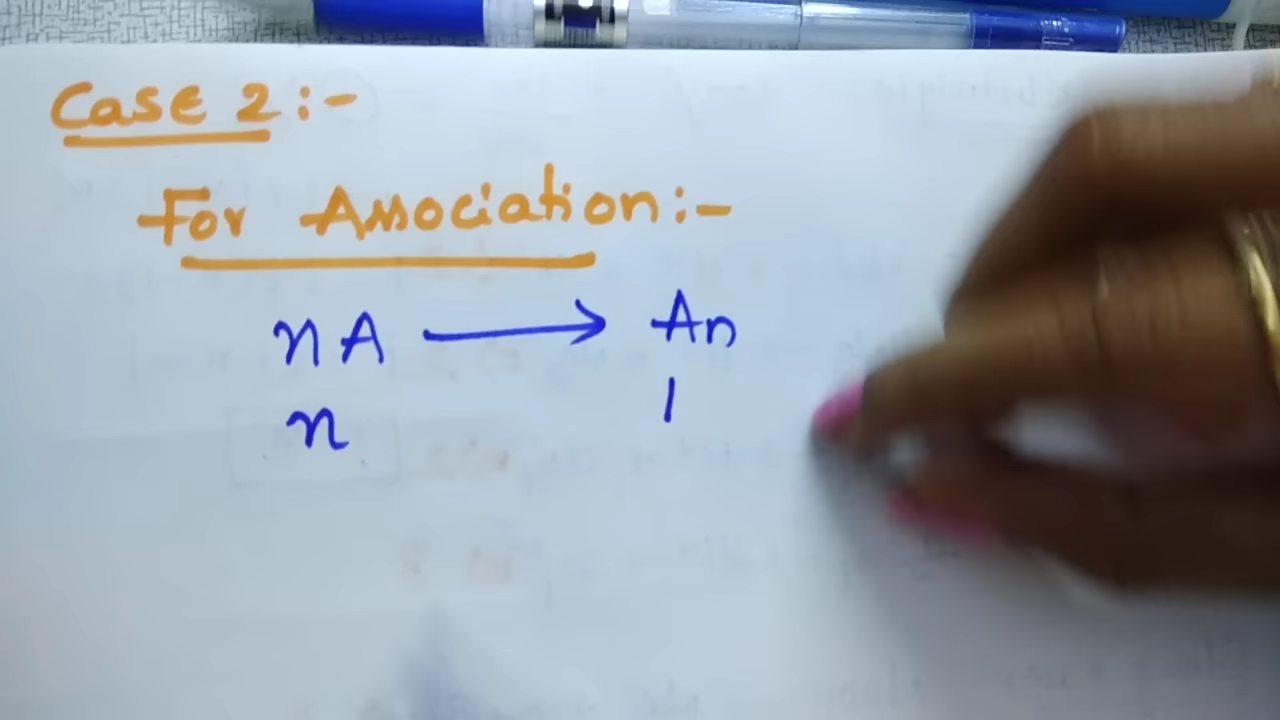 Case 2:-
For Association:-
nA → An
n 1